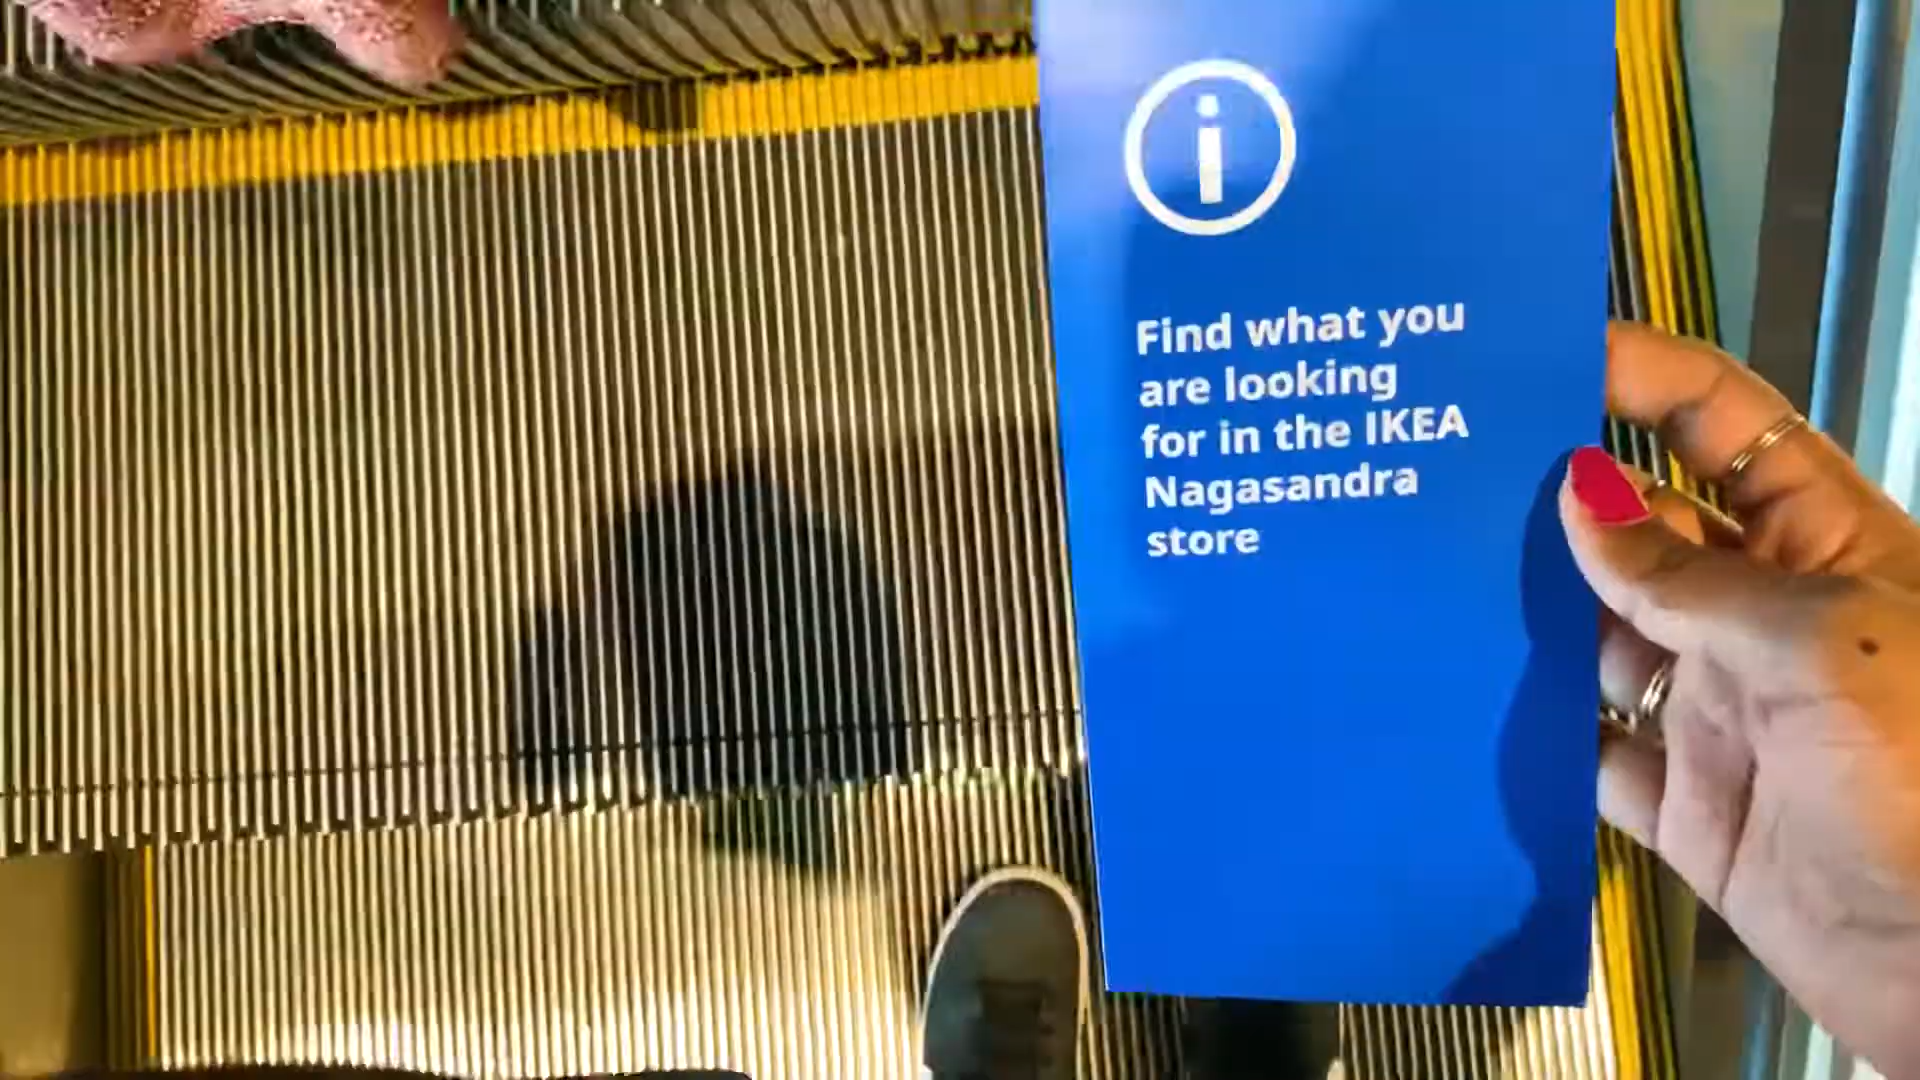 i
Find what you
are looking
for in the IKEA
Nagasandra
store